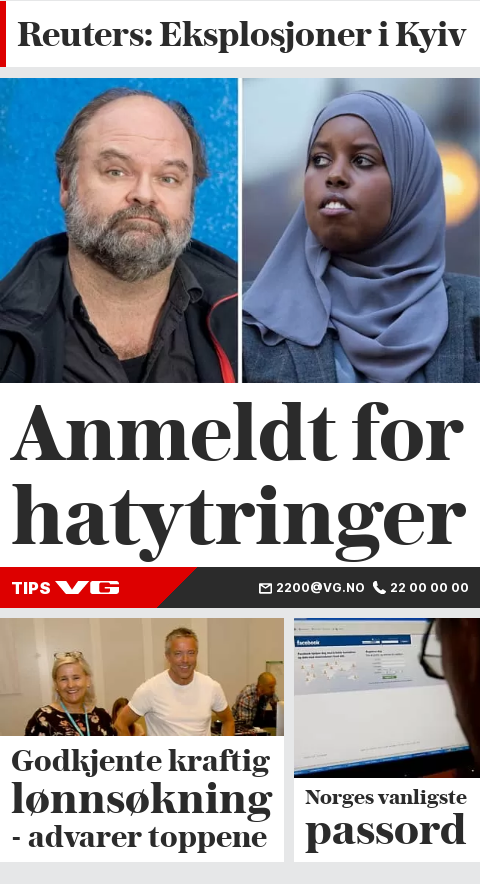 Reuters: Eksplosjoner i Kyiv
Anmeldt for
hatytringer
TIPS VG 2200@VG.NO 22 00 00 00
Godkjente kraftig
lønnsøkning
- advarer toppene
facebook
Norges vanligste
passord